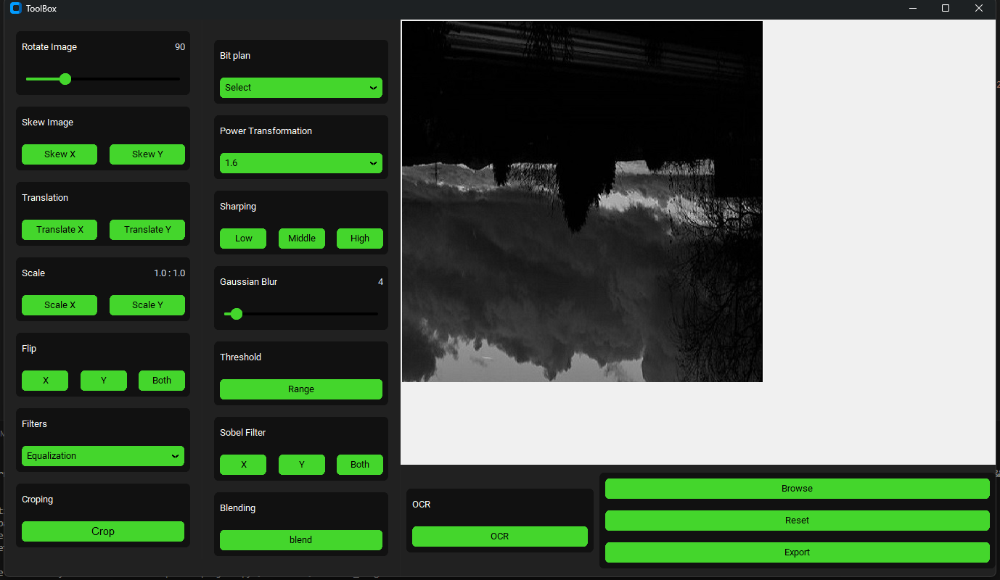 ToolBox
Rotate Image 90
Skew Image
Skew X Skew Y
Translation
Translate X Translate Y
Scale 1.0 : 1.0
Scale X Scale Y
Flip
X Y Both
Filters
Equalization
Croping
Crop
Bit plan
Select
Power Transformation
1.6
Sharping
Low Middle High
Gaussian Blur 4
Threshold
Range
Sobel Filter
X Y Both
Blending
blend
OCR
OCR
Browse
Reset
Export